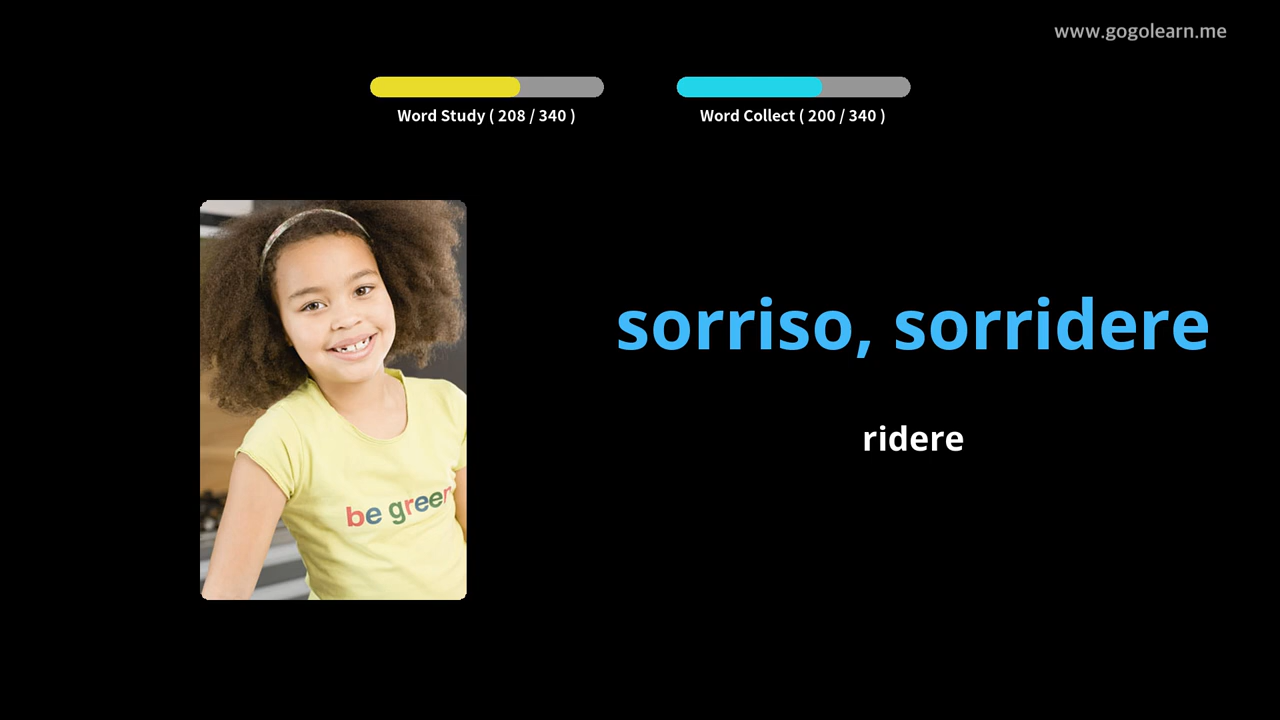 www.gogolearn.me
Word Study ( 208 / 340 )
Word Collect ( 200 / 340 )
sorriso, sorridere
ridere
be green